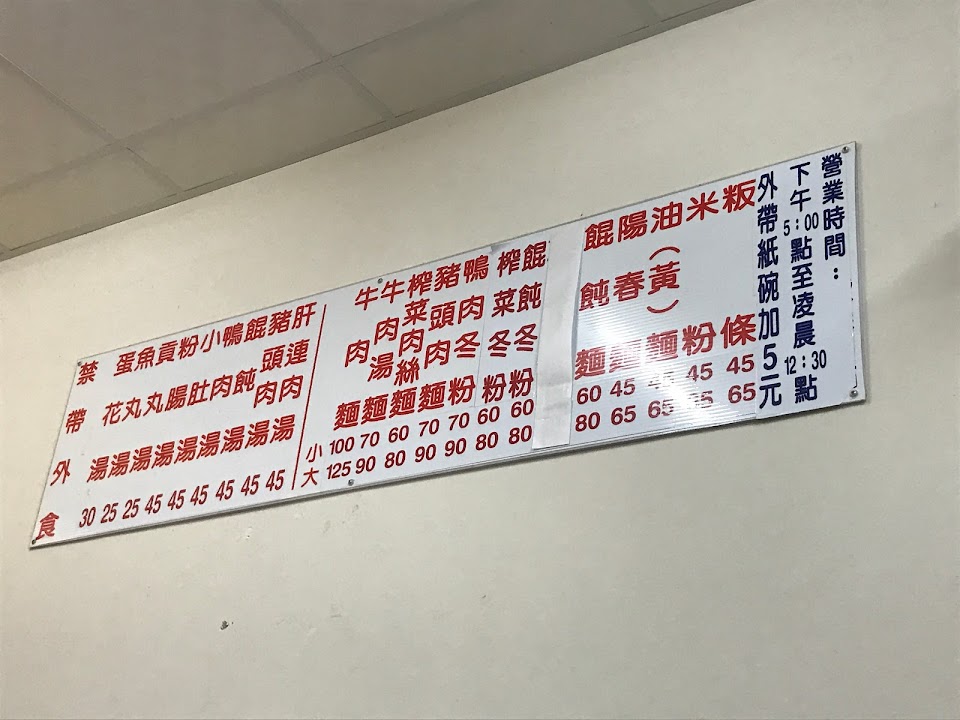 營業時間：
下午5:00點至凌晨12:30點
外帶紙碗加5元
粄條 45 65
米粉 45 65
油(黃)麵 45 65
陽春麵 45 65
餛飩麵 60 80
餛飩冬粉 60 80
榨菜冬粉 60 80
鴨肉冬粉 70 90
豬頭肉麵 70 90
榨菜肉絲麵 60 80
牛肉湯麵 70 90
牛肉麵 100 125
小 大
肝連肉湯 45
豬頭肉湯 45
餛飩湯 45
鴨肉湯 45
小肚湯 45
粉腸湯 45
貢丸湯 25
魚丸湯 25
蛋花湯 30
禁帶外食